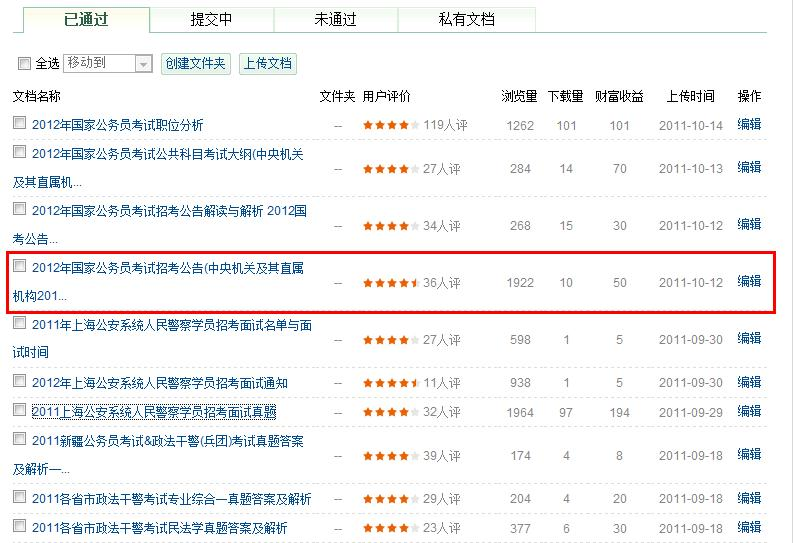 已通过 提交中 未通过 私有文档
全选 移动到 创建文件夹 上传文档
文档名称 文件夹 用户评价 浏览量 下载量 财富收益 上传时间 操作
2012年国家公务员考试职位分析 -- 119人评 1262 101 101 2011-10-14 编辑
2012年国家公务员考试公共科目考试大纲(中央机关
及其直属机... -- 27人评 284 14 70 2011-10-13 编辑
2012年国家公务员考试招考公告解读与解析 2012国
考公告... -- 34人评 268 15 30 2011-10-12 编辑
2012年国家公务员考试招考公告(中央机关及其直属
机构201... -- 36人评 1922 10 50 2011-10-12 编辑
2011年上海公安系统人民警察学员招考面试名单与面
试时间 -- 27人评 598 1 5 2011-09-30 编辑
2012年上海公安系统人民警察学员招考面试通知 -- 11人评 938 1 5 2011-09-30 编辑
2011上海公安系统人民警察学员招考面试真题 -- 32人评 1964 97 194 2011-09-29 编辑
2011新疆公务员考试&政法干警(兵团)考试真题答案
及解析一... -- 39人评 174 4 8 2011-09-18 编辑
2011各省市政法干警考试专业综合一真题答案及解析 -- 29人评 204 4 20 2011-09-18 编辑
2011各省市政法干警考试民法学真题答案及解析 -- 23人评 377 6 30 2011-09-18 编辑